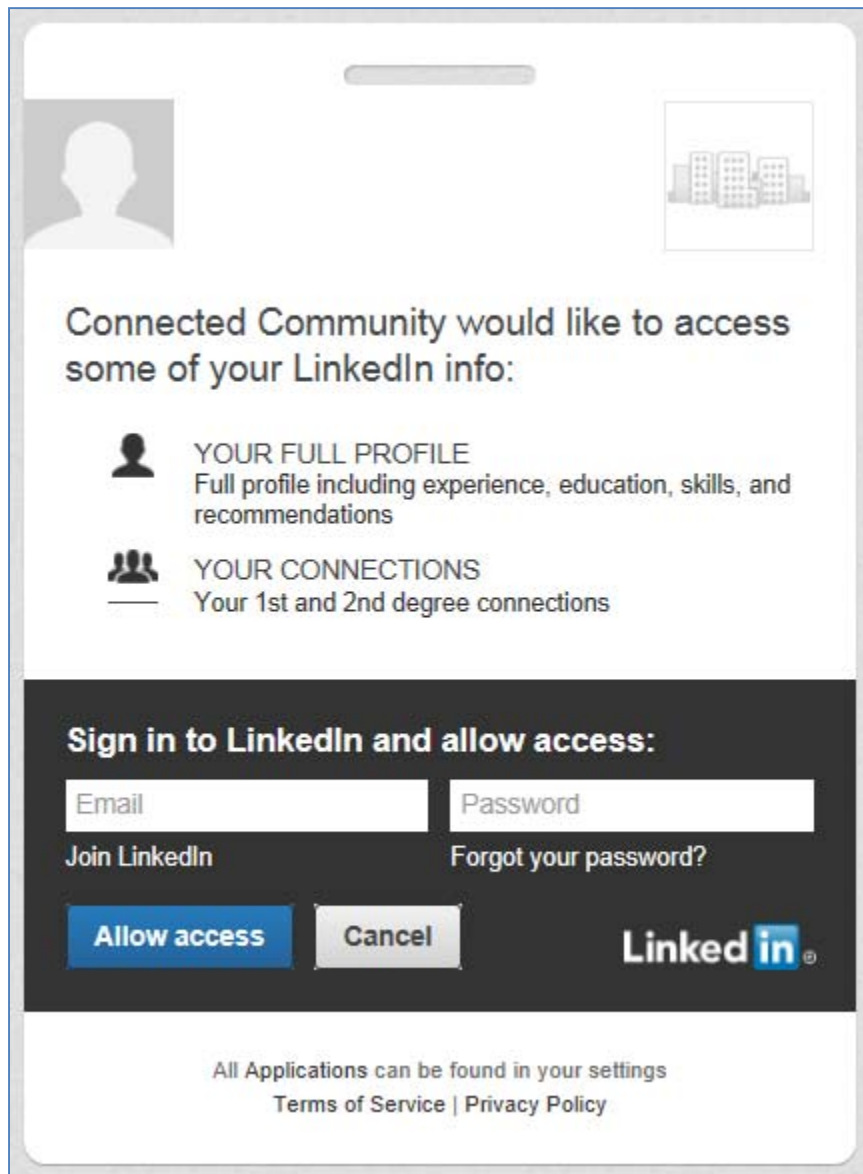 Connected Community would like to access
some of your LinkedIn info:
YOUR FULL PROFILE
Full profile including experience, education, skills, and
recommendations
YOUR CONNECTIONS
Your 1st and 2nd degree connections
Sign in to LinkedIn and allow access:
Email Password
Join LinkedIn Forgot your password?
Allow access Cancel Linked in ®
All Applications can be found in your settings
Terms of Service | Privacy Policy